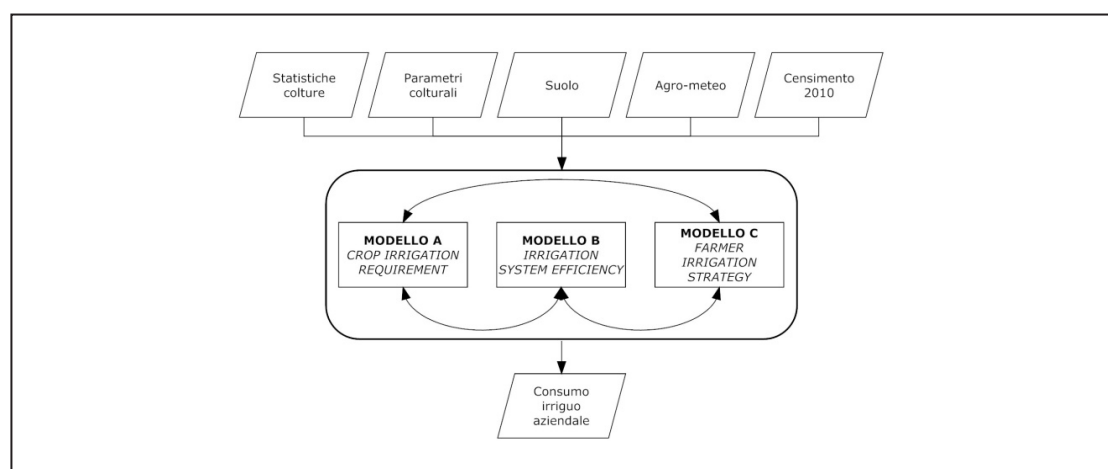 Statistiche
colture
Parametri
colturali
Suolo
Agro-meteo
Censimento
2010
MODELLO A
CROP IRRIGATION
REQUIREMENT
MODELLO B
IRRIGATION
SYSTEM EFFICIENCY
MODELLO C
FARMER
IRRIGATION
STRATEGY
Consumo
irriguo
aziendale